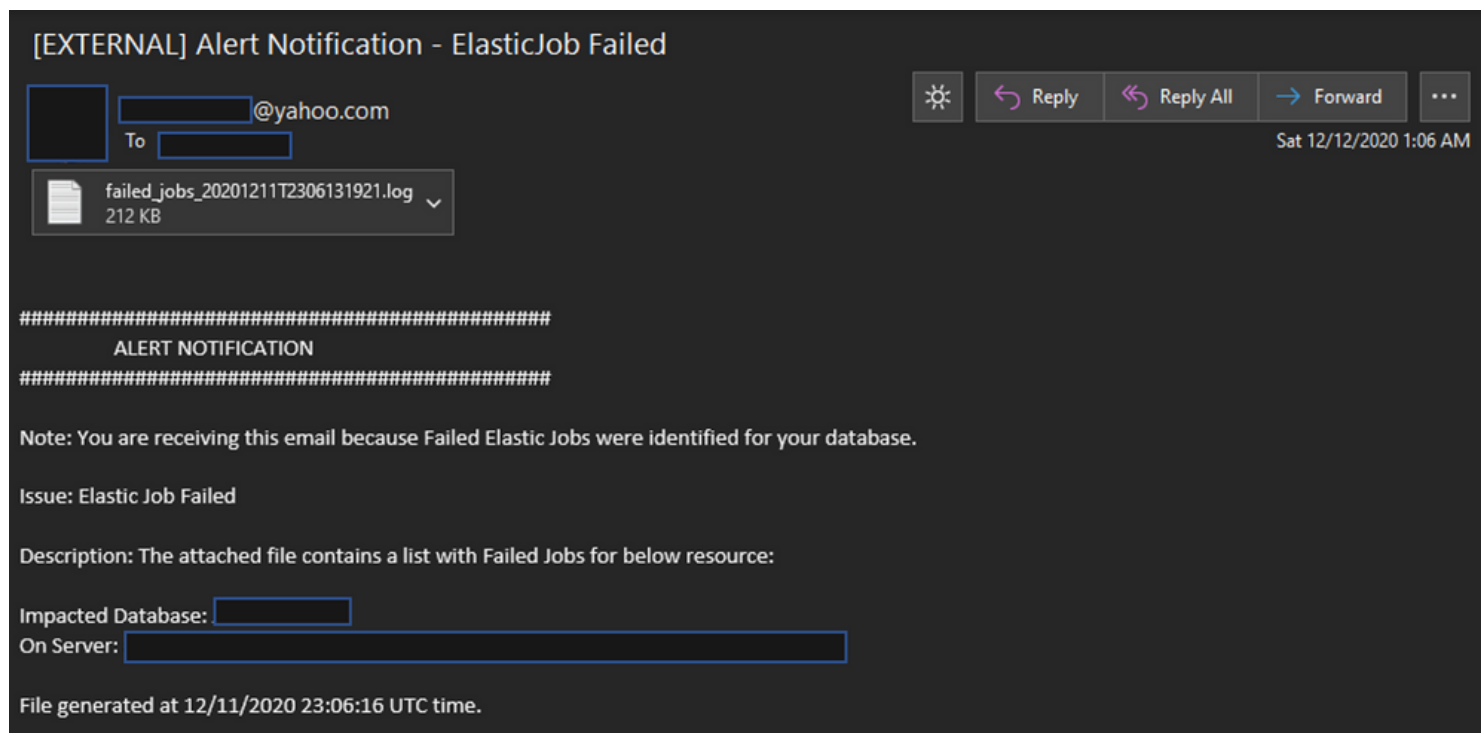 [EXTERNAL] Alert Notification - ElasticJob Failed
@yahoo.com
Reply
Reply All
Forward
To
Sat 12/12/2020 1:06 AM
failed_jobs_20201211T2306131921.log
212 KB
##############################################
ALERT NOTIFICATION
##############################################
Note: You are receiving this email because Failed Elastic Jobs were identified for your database.
Issue: Elastic Job Failed
Description: The attached file contains a list with Failed Jobs for below resource:
Impacted Database:
On Server:
File generated at 12/11/2020 23:06:16 UTC time.